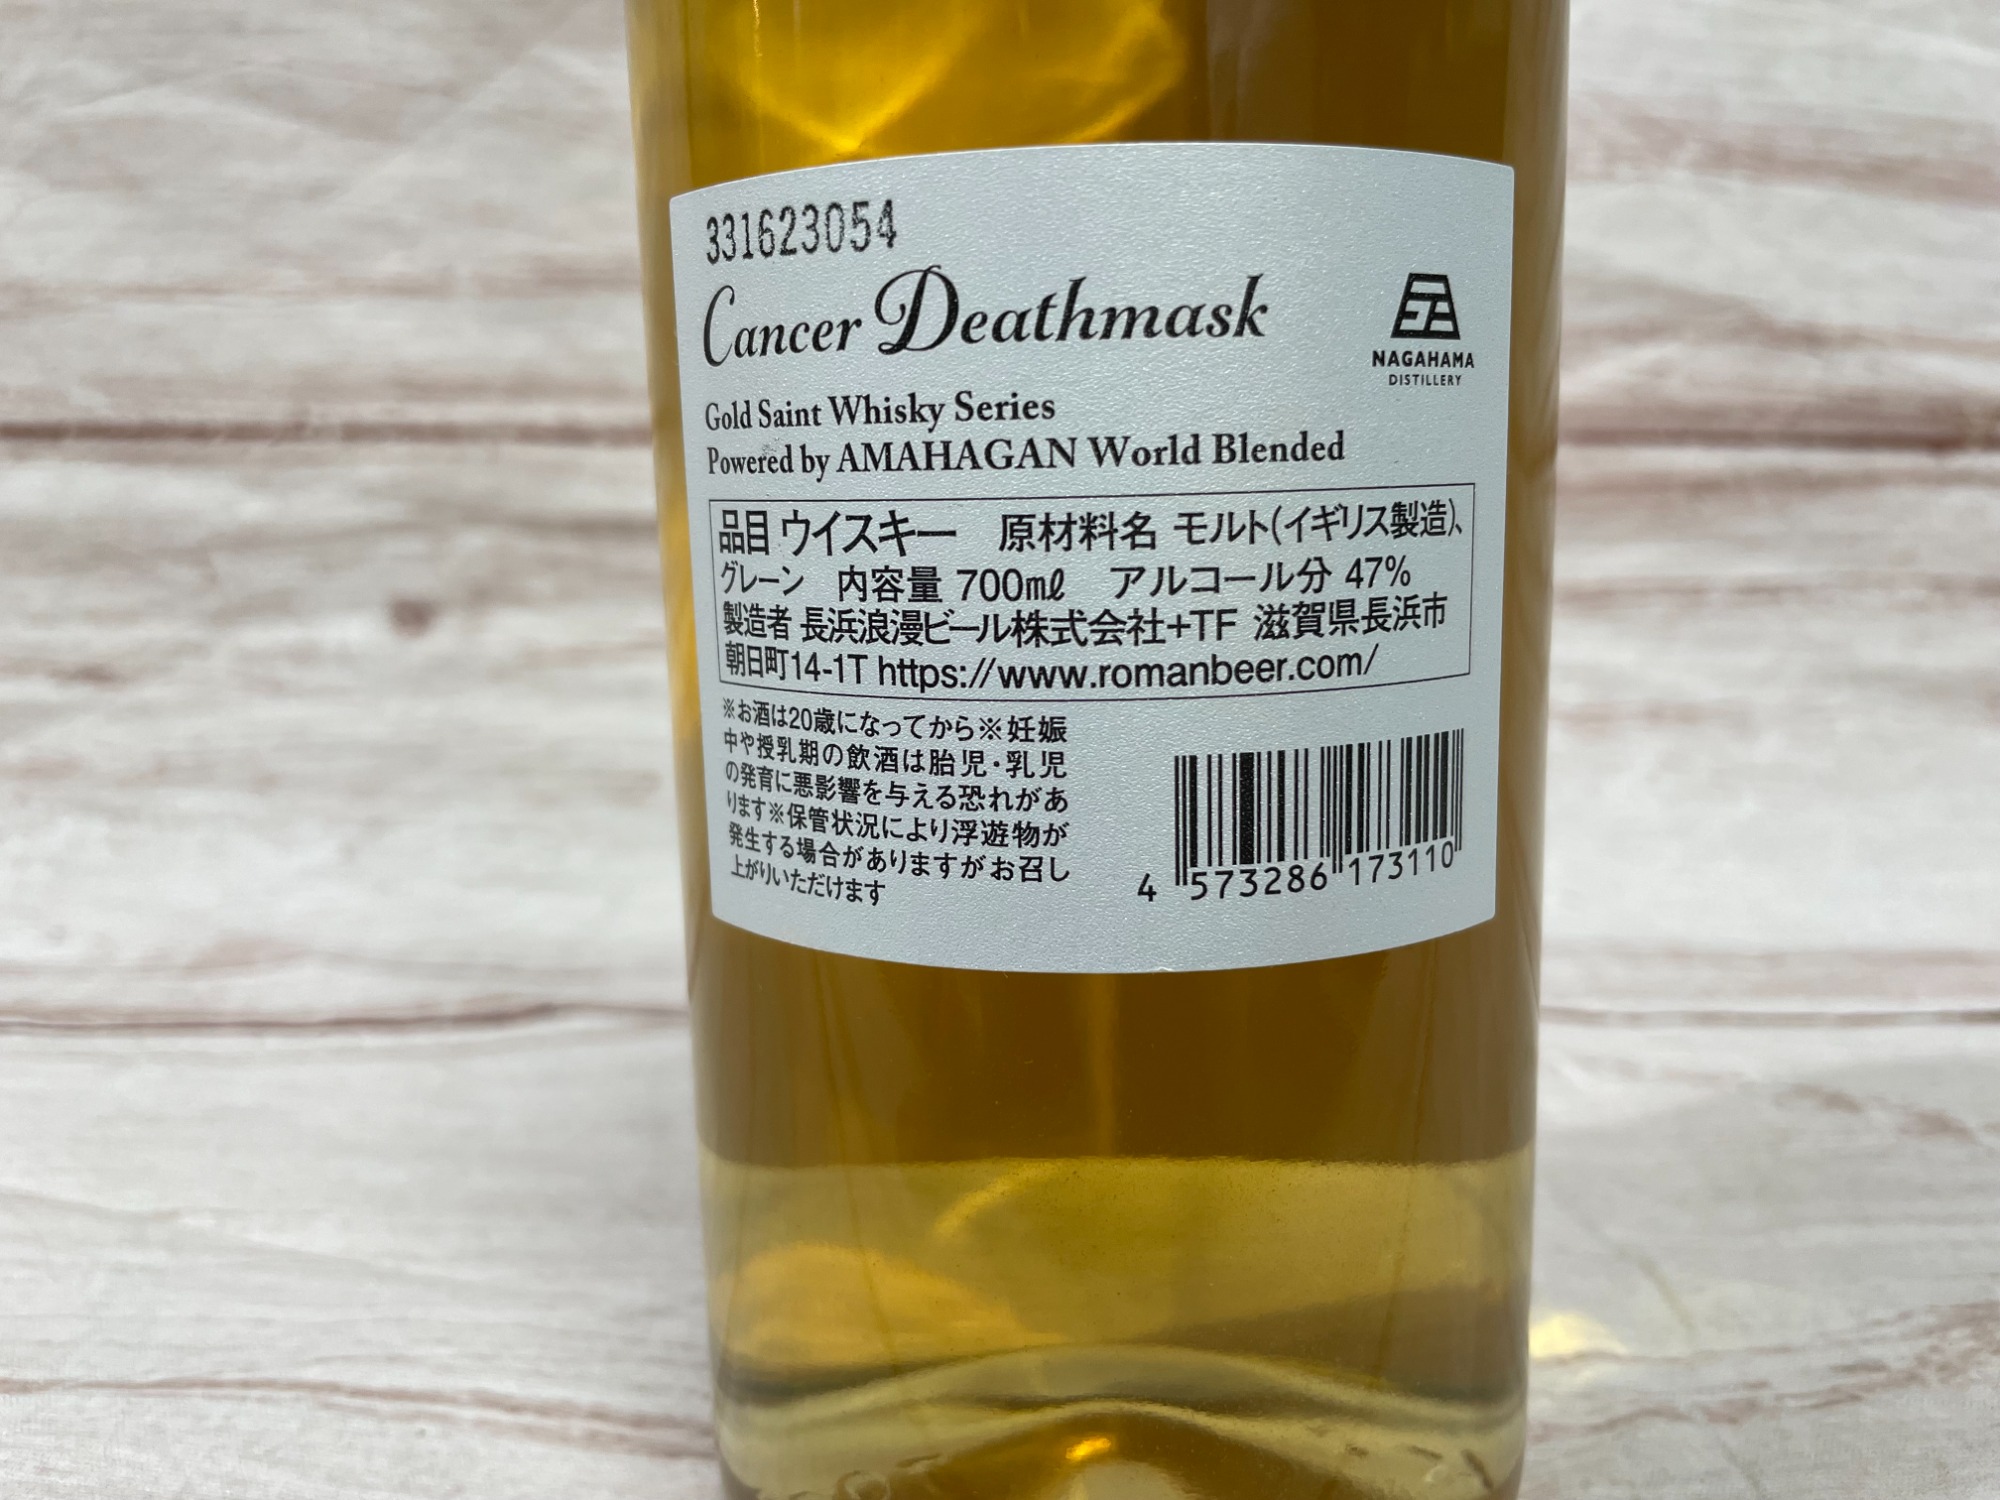 331623054
Cancer Deathmask
NAGAHAMA
DISTILLERY
Gold Saint Whisky Series
Powered by AMAHAGAN World Blended
品目 ウイスキー 原材料名 モルト(イギリス製造)、
グレーン 内容量 700㎖ アルコール分 47%
製造者 長浜浪漫ビール株式会社+TF 滋賀県長浜市
朝日町14-1T https://www.romanbeer.com/
※お酒は20歳になってから※妊娠
中や授乳期の飲酒は胎児・乳児
の発育に悪影響を与える恐れがあ
ります※保管状況により浮遊物が
発生する場合がありますがお召し
上がりいただけます
4 573286 173110